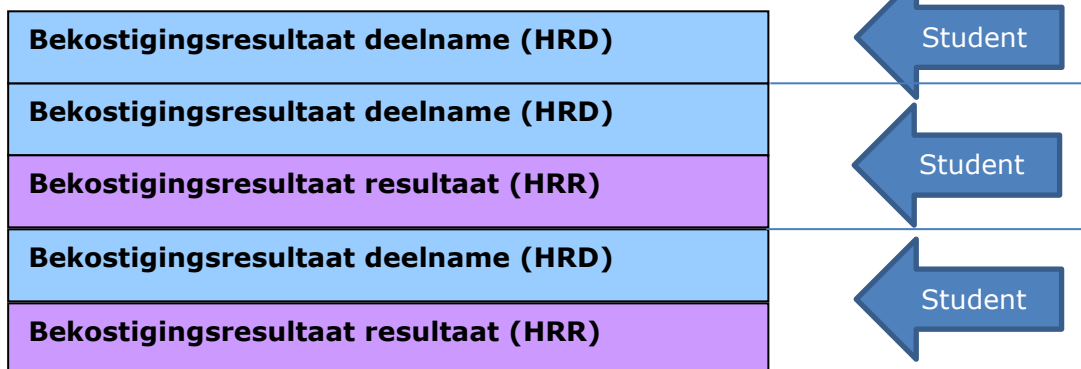 Bekostigingsresultaat deelname (HRD)
Student
Bekostigingsresultaat deelname (HRD)
Student
Bekostigingsresultaat resultaat (HRR)
Bekostigingsresultaat deelname (HRD)
Student
Bekostigingsresultaat resultaat (HRR)